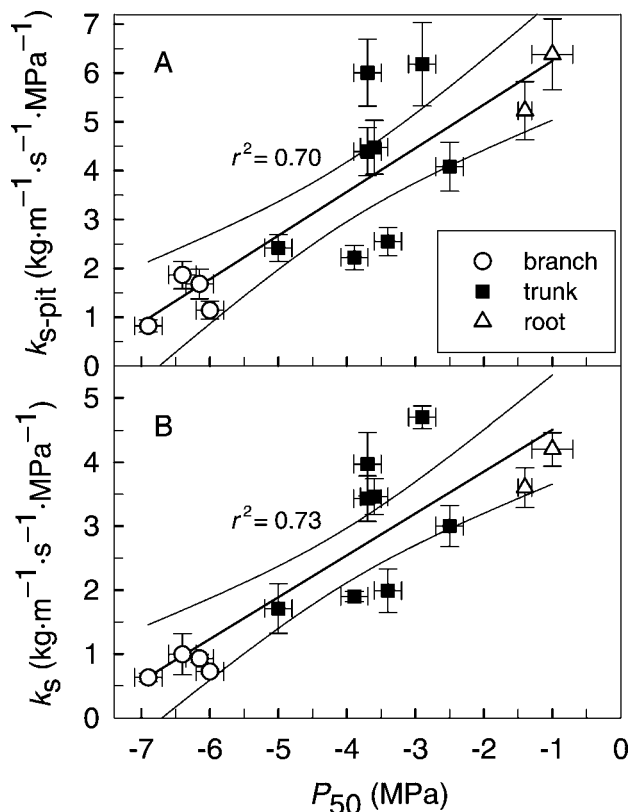 A
7
6
5
4
3
2
1
0
kₛ₋pit (kg·m⁻¹·s⁻¹·MPa⁻¹)
r² = 0.70
branch
trunk
root
B
5
4
3
2
1
0
kₛ (kg·m⁻¹·s⁻¹·MPa⁻¹)
r² = 0.73
-7 -6 -5 -4 -3 -2 -1 0
P₅₀ (MPa)